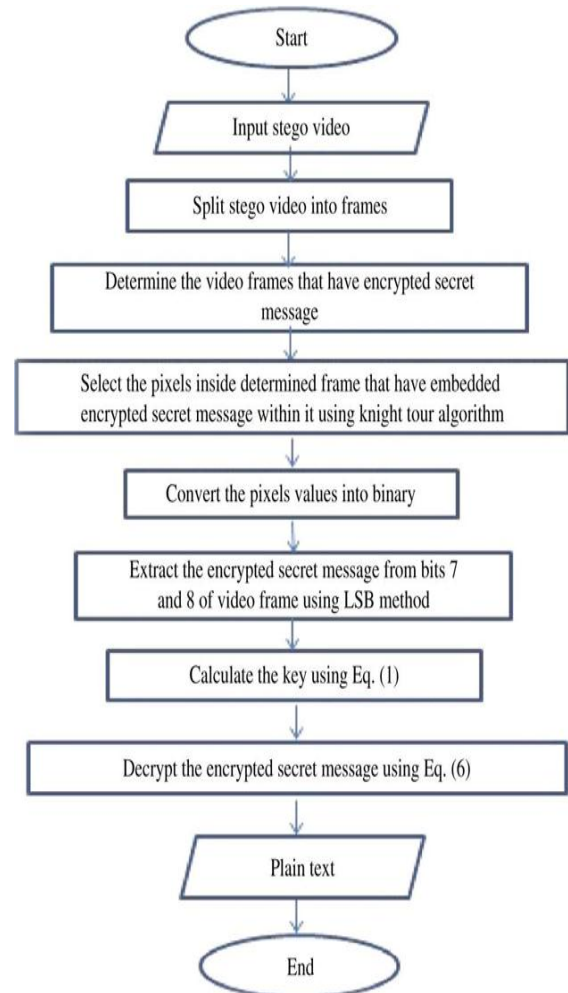 Start
Input stego video
Split stego video into frames
Determine the video frames that have encrypted secret
message
Select the pixels inside determined frame that have embedded
encrypted secret message within it using knight tour algorithm
Convert the pixels values into binary
Extract the encrypted secret message from bits 7
and 8 of video frame using LSB method
Calculate the key using Eq. (1)
Decrypt the encrypted secret message using Eq. (6)
Plain text
End